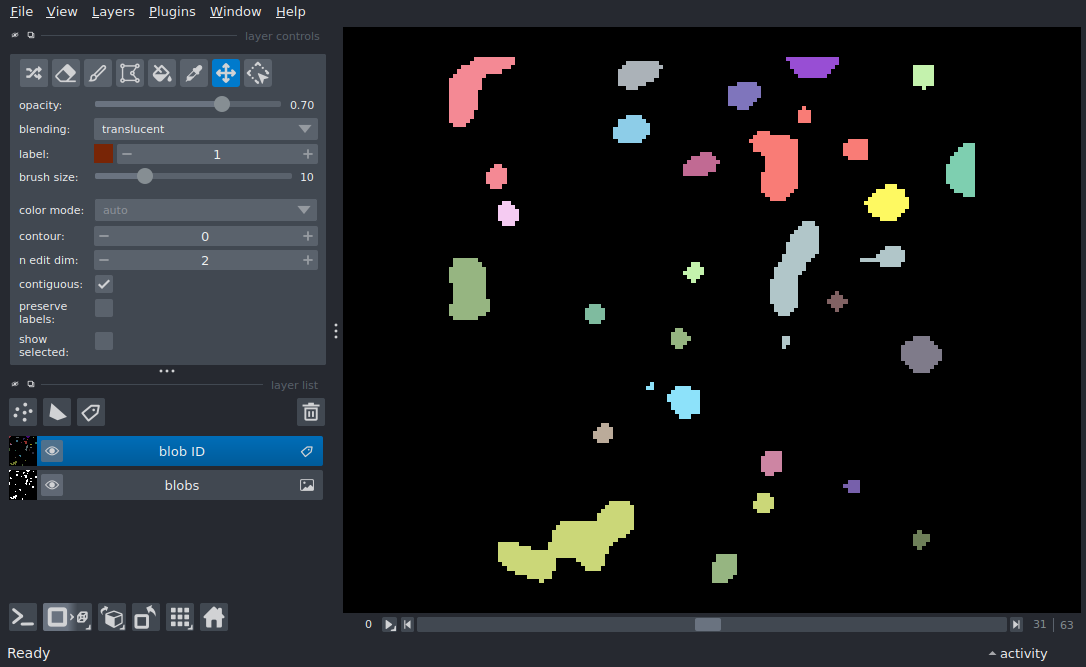 File View Layers Plugins Window Help
layer controls
opacity: 0.70
blending: translucent
label: 1
brush size: 10
color mode: auto
contour: 0
n edit dim: 2
contiguous:
preserve
labels:
show
selected:
layer list
blob ID
blobs
0 31 63
Ready activity